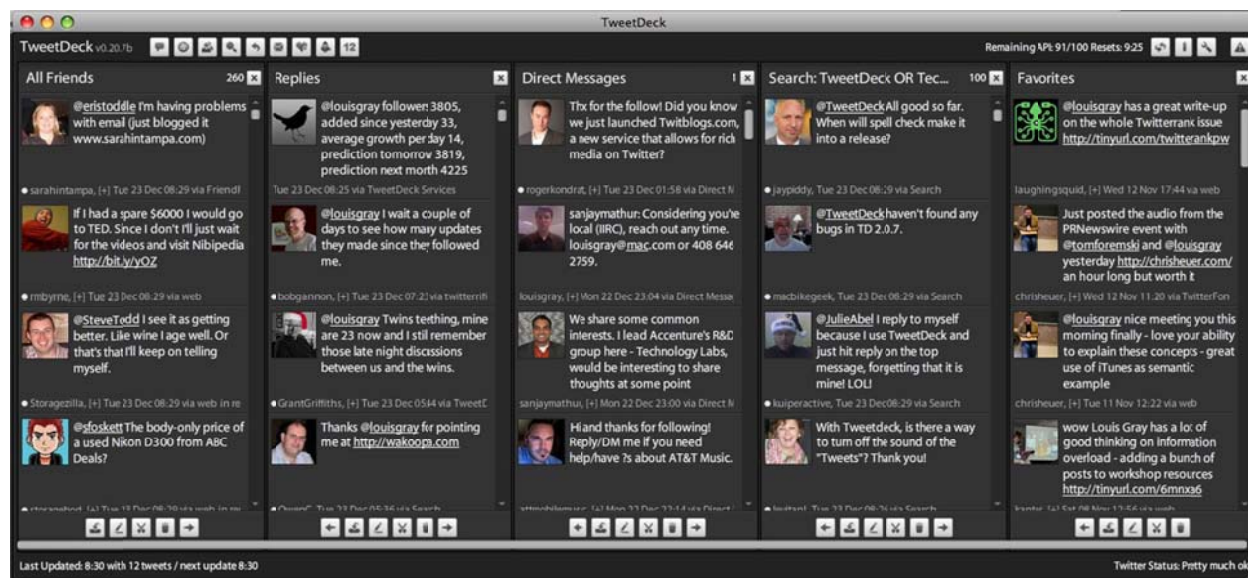 TweetDeck
TweetDeck v0.20.1b
12
Remaining API: 91/100 Resets: 9:25
All Friends
260
@eristoddle I'm having problems
with email (just blogged it
www.sarahintampa.com)
sarahintampa, [+] Tue 23 Dec 08:29 via FriendF
If I had a spare $6000 I would go
to TED. Since I don't I'll just wait
for the videos and visit Nibipedia
http://bit.y/yOZ
rmbyrne, [+] Tue 23 Dec 08:29 via web
@SteveTodd I see it as getting
better. Like wine I age well. Or
that's that I'll keep on telling
myself.
Storagezilla, [+] Tue 23 Dec 08:29 via web in re
@sfoskett The body-only price of
a used Nikon D300 from ABC
Deals?
Replies
@louisgray followers 3805,
added since yesterday 33,
average growth per day 14,
prediction tomorrow 3819,
prediction next month 4225
Tue 23 Dec 08:25 via TweetDeck Services
@louisgray I wait a couple of
days to see how many updates
they made since they followed
me.
bobgannon, [+] Tue 23 Dec 07:23 via twitterrifi
@louisgray Twins teething, mine
are 23 now and I still remember
those late night discussions
between us and the wins.
GrantGriffiths, [+] Tue 23 Dec 05:44 via TweetD
Thanks @louisgray for pointing
me at http://wakoopa.com
OwenC, Tue 23 Dec 05:36 via Search
Direct Messages
1
Thx for the follow! Did you know
we just launched Twitblogs.com,
a new service that allows for rich
media on Twitter?
rogerkondrat, [+] Tue 23 Dec 01:58 via Direct M
sanjaymathur: Considering you're
local (IIRC), reach out any time.
louisgray@mac.com or 408 646
2759.
louisgray, [+] Mon 22 Dec 23:04 via Direct Messag
We share some common
interests. I lead Accenture's R&D
group here - Technology Labs,
would be interesting to share
thoughts at some point
sanjaymathur, [+] Mon 22 Dec 23:00 via Direct M
Hi and thanks for following!
Reply/DM me if you need
help/have ?s about AT&T Music.
attmobilemusic, [+] Mon 22 Dec 22:14 via Direct
Search: TweetDeck OR Tec...
100
@TweetDeck All good so far.
When will spell check make it
into a release?
jaypiddy, Tue 23 Dec 08:29 via Search
@TweetDeck haven't found any
bugs in TD 2.0.7.
macbikegeek, Tue 23 Dec 08:29 via Search
@JulieAbel I reply to myself
because I use TweetDeck and
just hit reply on the top
message, forgetting that it is
mine! LOL!
kuiperactive, Tue 23 Dec 08:29 via Search
With Tweetdeck, is there a way
to turn off the sound of the
"Tweets"? Thank you!
Favorites
@louisgray has a great write-up
on the whole Twitterank issue
http://tinyurl.com/twitterankpw
laughingsquid, [+] Wed 12 Nov 17:44 via web
Just posted the audio from the
PRNewswire event with
@tomforemski and @louisgray
yesterday http://chrisheuer.com/
an hour long but worth it
chrisheuer, [+] Wed 12 Nov 11:20 via TwitterFon
@louisgray nice meeting you this
morning finally - love your ability
to explain these concepts - great
use of iTunes as semantic
example
chrisheuer, [+] Tue 11 Nov 12:22 via web
wow Louis Gray has a lot of
good thinking on information
overload - adding a bunch of
posts to workshop resources
http://tinyurl.com/6mnxa6
Last Updated: 8:30 with 12 tweets / next update 8:30
Twitter Status: Pretty much ok